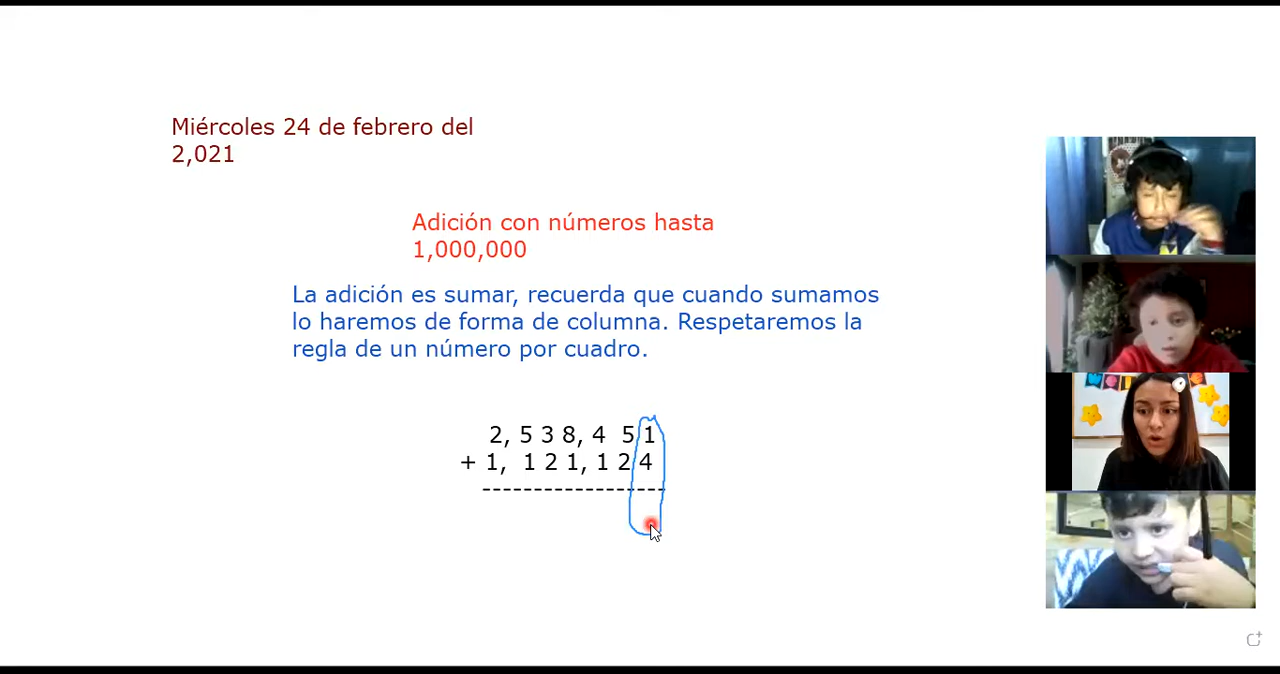 Miércoles 24 de febrero del
2,021
Adición con números hasta
1,000,000
La adición es sumar, recuerda que cuando sumamos
lo haremos de forma de columna. Respetaremos la
regla de un número por cuadro.
2, 5 3 8, 4 5 1
+ 1, 1 2 1, 1 2 4
------------------